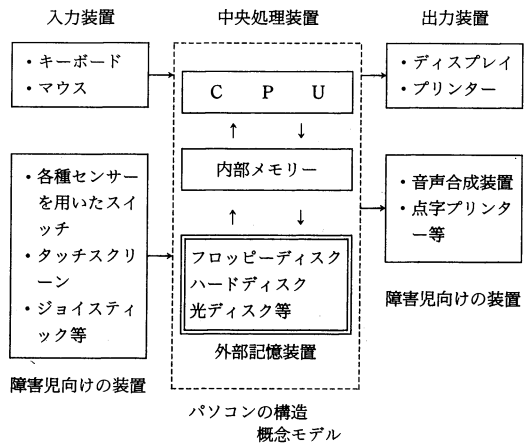 入力装置
・キーボード
・マウス
・各種センサー
を用いたスイ
ッチ
・タッチスクリ
ーン
・ジョイスティ
ック等
障害児向けの装置
中央処理装置
CPU
↑ ↓
内部メモリー
↑ ↓
フロッピーディスク
ハードディスク
光ディスク等
外部記憶装置
出力装置
・ディスプレイ
・プリンター
・音声合成装置
・点字プリンタ
ー等
障害児向けの装置
パソコンの構造
概念モデル